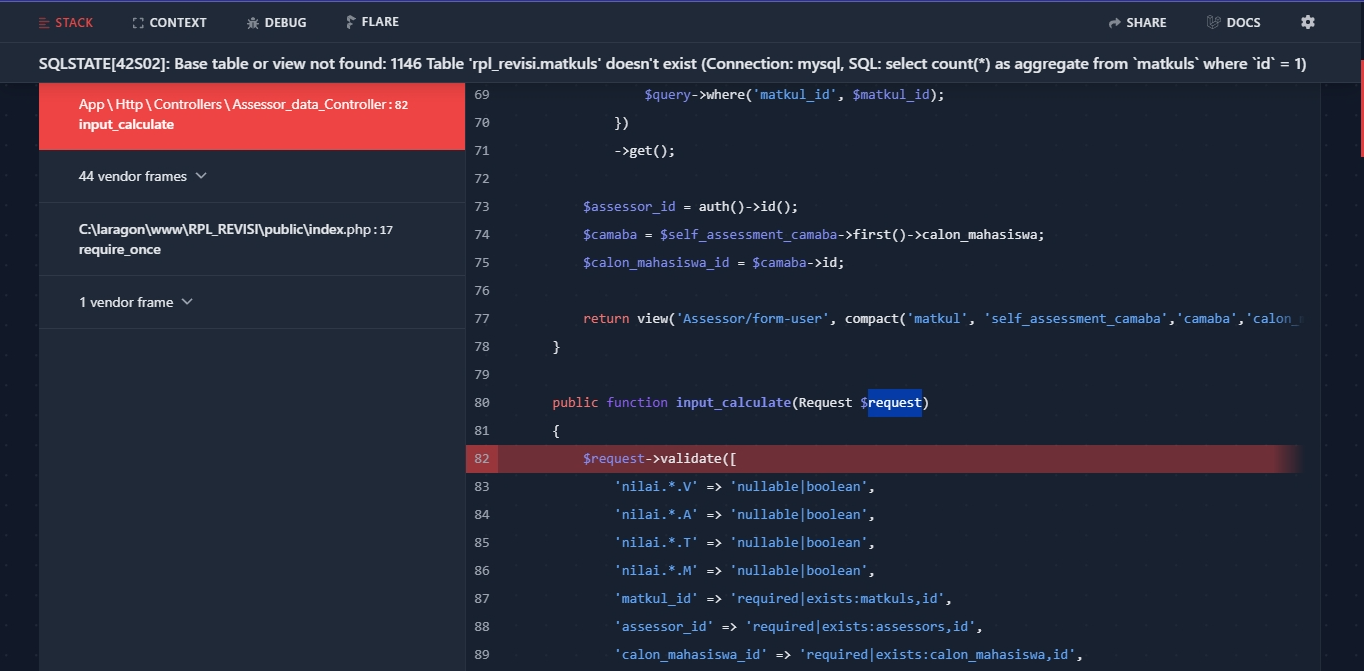 STACK CONTEXT DEBUG FLARE SHARE DOCS
SQLSTATE[42S02]: Base table or view not found: 1146 Table 'rpl_revisi.matkuls' doesn't exist (Connection: mysql, SQL: select count(*) as aggregate from `matkuls` where `id` = 1)
App \ Http \ Controllers \ Assessor_data_Controller : 82
input_calculate
44 vendor frames
C:\laragon\www\RPL_REVISI\public\index.php : 17
require_once
1 vendor frame
69 $query->where('matkul_id', $matkul_id);
70 })
71 ->get();
72
73 $assessor_id = auth()->id();
74 $camaba = $self_assessment_camaba->first()->calon_mahasiswa;
75 $calon_mahasiswa_id = $camaba->id;
76
77 return view('Assessor/form-user', compact('matkul', 'self_assessment_camaba','camaba','calon_
78 }
79
80 public function input_calculate(Request $request)
81 {
82 $request->validate([
83 'nilai.*.V' => 'nullable|boolean',
84 'nilai.*.A' => 'nullable|boolean',
85 'nilai.*.T' => 'nullable|boolean',
86 'nilai.*.M' => 'nullable|boolean',
87 'matkul_id' => 'required|exists:matkuls,id',
88 'assessor_id' => 'required|exists:assessors,id',
89 'calon_mahasiswa_id' => 'required|exists:calon_mahasiswa,id',